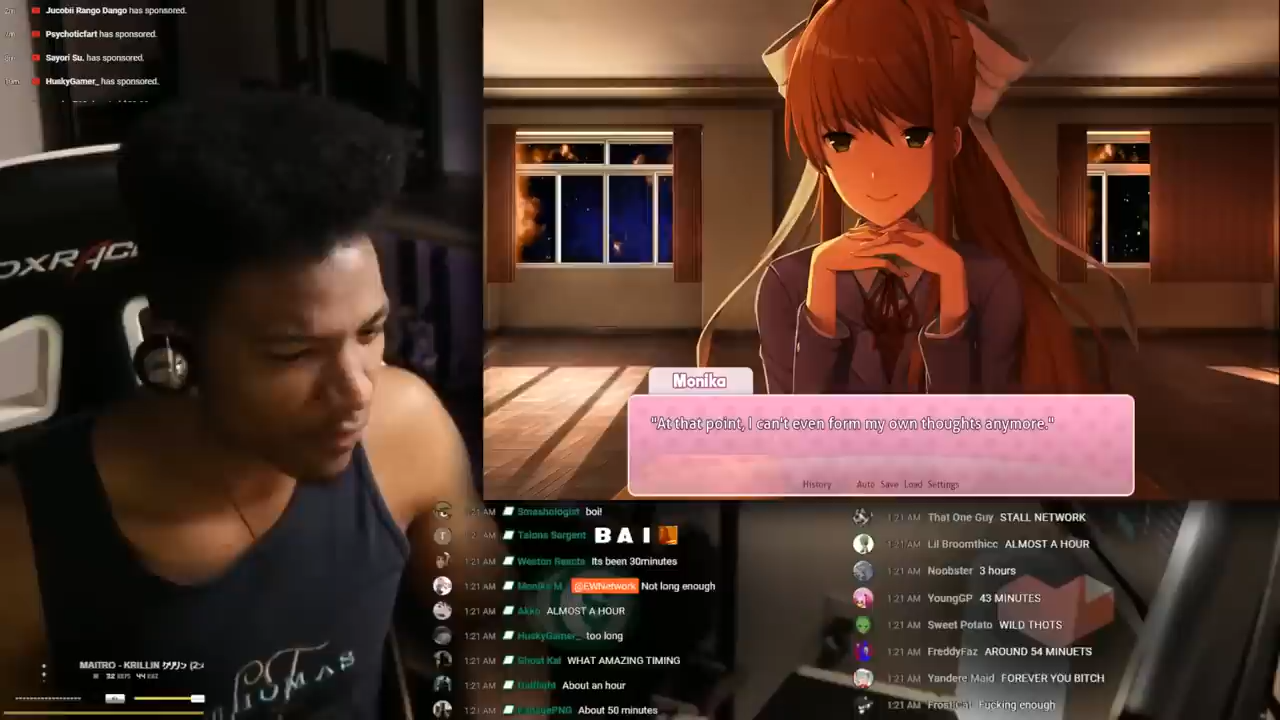 2m Jucobii Rango Dango has sponsored.
Psychoticfart has sponsored.
Sayori Su. has sponsored.
HuskyGamer_ has sponsored.
Monika
"At that point, I can't even form my own thoughts anymore."
History Auto Save Load Settings
1:21 AM Smashologist boi!
Talons Sargent B A I
1:21 AM Weston Reacts Its been 30minutes
1:21 AM Monika M @EWNetwork Not long enough
1:21 AM Akko ALMOST A HOUR
1:21 AM HuskyGamer_ too long
1:21 AM Ghost Kai WHAT AMAZING TIMING
1:21 AM About an hour
1:21 AM About 50 minutes
1:21 AM That One Guy STALL NETWORK
1:21 AM Lil Broomthicc ALMOST A HOUR
1:21 AM Noobster 3 hours
1:21 AM YoungGP 43 MINUTES
1:21 AM Sweet Potato WILD THOTS
1:21 AM FreddyFaz AROUND 54 MINUETS
1:21 AM Yandere Maid FOREVER YOU BITCH
1:21 AM Frost Cat Fucking enough
MAITRO - KRILLIN
32 44
HUMANS